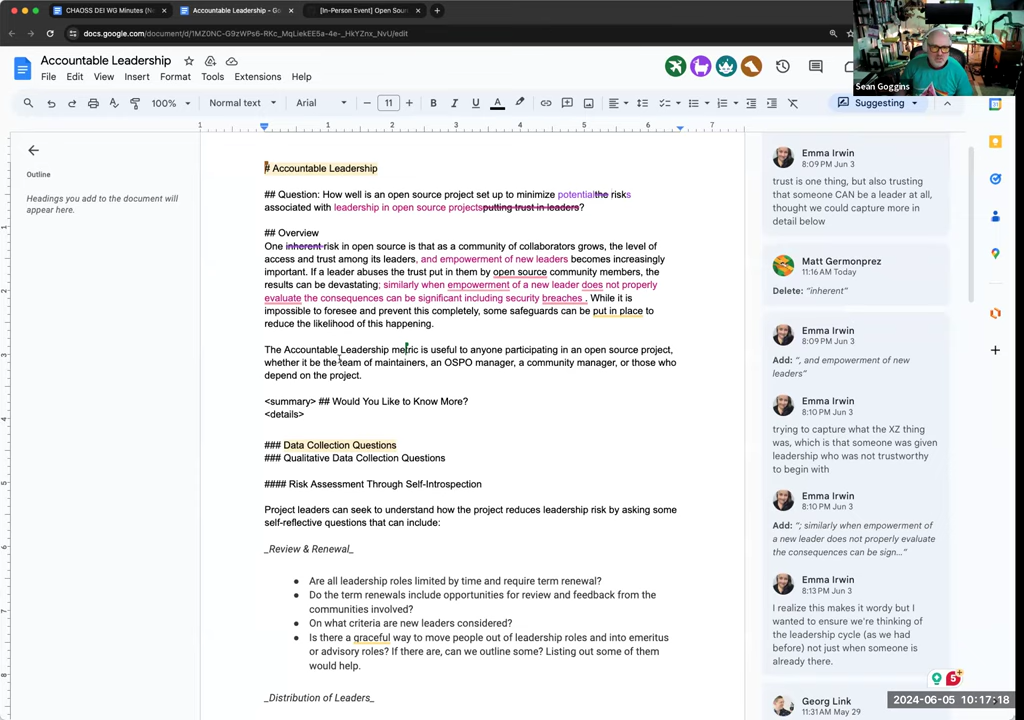 CHAOSS DEI WG Minutes (N
Accountable Leadership - Go
[In-Person Event] Open Sour
docs.google.com/document/d/1MZ0NC-G9zWPs6-RKc_MqLiekEE5a-4e-_HkYZnx_NvU/edit
Accountable Leadership
File Edit View Insert Format Tools Extensions Help
100% Normal text Arial 11 B I U A
Suggesting
Sean Goggins
1 1 2 3 4 5 6 7
Outline
Headings you add to the document will
appear here.
# Accountable Leadership
## Question: How well is an open source project set up to minimize potentialthe risks
associated with leadership in open source projectsputting trust in leaders?
## Overview
One inherent risk in open source is that as a community of collaborators grows, the level of
access and trust among its leaders, and empowerment of new leaders becomes increasingly
important. If a leader abuses the trust put in them by open source community members, the
results can be devastating; similarly when empowerment of a new leader does not properly
evaluate the consequences can be significant including security breaches . While it is
impossible to foresee and prevent this completely, some safeguards can be put in place to
reduce the likelihood of this happening.
The Accountable Leadership metric is useful to anyone participating in an open source project,
whether it be the team of maintainers, an OSPO manager, a community manager, or those who
depend on the project.
<summary> ## Would You Like to Know More?
<details>
### Data Collection Questions
### Qualitative Data Collection Questions
#### Risk Assessment Through Self-Introspection
Project leaders can seek to understand how the project reduces leadership risk by asking some
self-reflective questions that can include:
_Review & Renewal_
● Are all leadership roles limited by time and require term renewal?
● Do the term renewals include opportunities for review and feedback from the
communities involved?
● On what criteria are new leaders considered?
● Is there a graceful way to move people out of leadership roles and into emeritus
or advisory roles? If there are, can we outline some? Listing out some of them
would help.
_Distribution of Leaders_
Emma Irwin
8:09 PM Jun 3
trust is one thing, but also trusting
that someone CAN be a leader at all,
thought we could capture more in
detail below
Matt Germonprez
11:16 AM Today
Delete: "inherent"
Emma Irwin
8:09 PM Jun 3
Add: ", and empowerment of new
leaders"
Emma Irwin
8:10 PM Jun 3
trying to capture what the XZ thing
was, which is that someone was given
leadership who was not trustworthy
to begin with
Emma Irwin
8:10 PM Jun 3
Add: "; similarly when empowerment of
a new leader does not properly evaluate
the consequences can be sign..."
Emma Irwin
8:13 PM Jun 3
I realize this makes it wordy but I
wanted to ensure we're thinking of
the leadership cycle (as we had
before) not just when someone is
already there.
5
Georg Link
11:31 AM May 29
2024-06-05 10:17:18